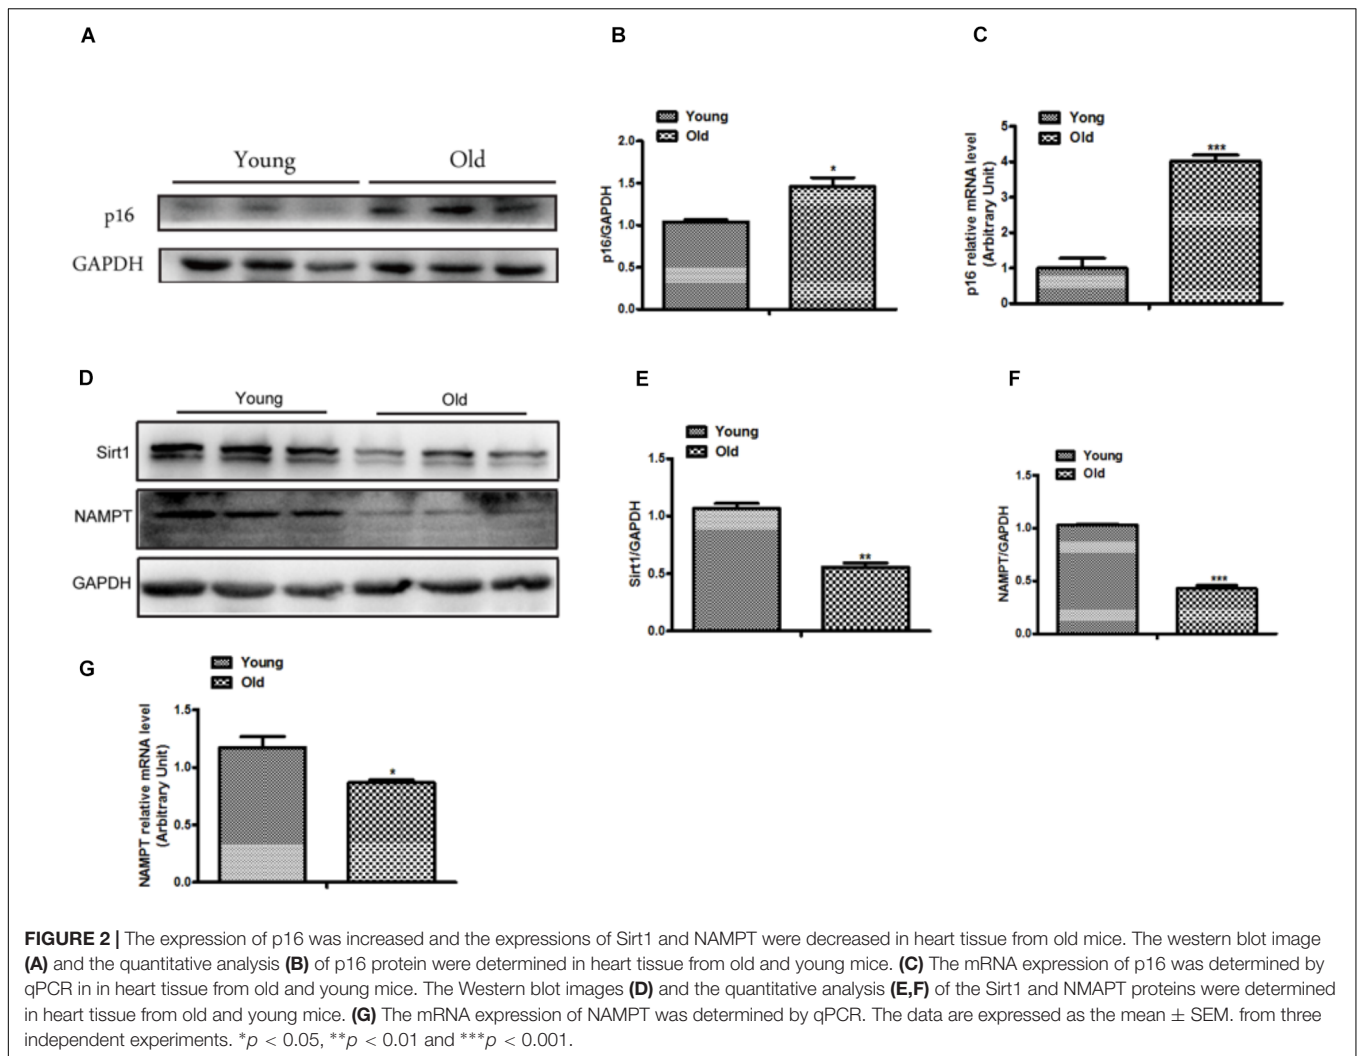 A
Young
Old
p16
GAPDH
B
Young
Old
p16/GAPDH
2.0
1.5
1.0
0.5
0.0
*
C
Yong
Old
p16 relative mRNA level
(Arbitrary Unit)
5
4
3
2
1
0
***
D
Young
Old
Sirt1
NAMPT
GAPDH
E
Young
Old
Sirt1/GAPDH
1.5
1.0
0.5
0.0
**
F
Young
Old
NAMPT/GAPDH
1.5
1.0
0.5
0.0
***
G
Young
Old
NAMPT relative mRNA level
(Arbitrary Unit)
1.5
1.0
0.5
0.0
*
FIGURE 2 | The expression of p16 was increased and the expressions of Sirt1 and NAMPT were decreased in heart tissue from old mice. The western blot image
(A) and the quantitative analysis (B) of p16 protein were determined in heart tissue from old and young mice. (C) The mRNA expression of p16 was determined by
qPCR in in heart tissue from old and young mice. The Western blot images (D) and the quantitative analysis (E,F) of the Sirt1 and NMAPT proteins were determined
in heart tissue from old and young mice. (G) The mRNA expression of NAMPT was determined by qPCR. The data are expressed as the mean ± SEM. from three
independent experiments. *p < 0.05, **p < 0.01 and ***p < 0.001.